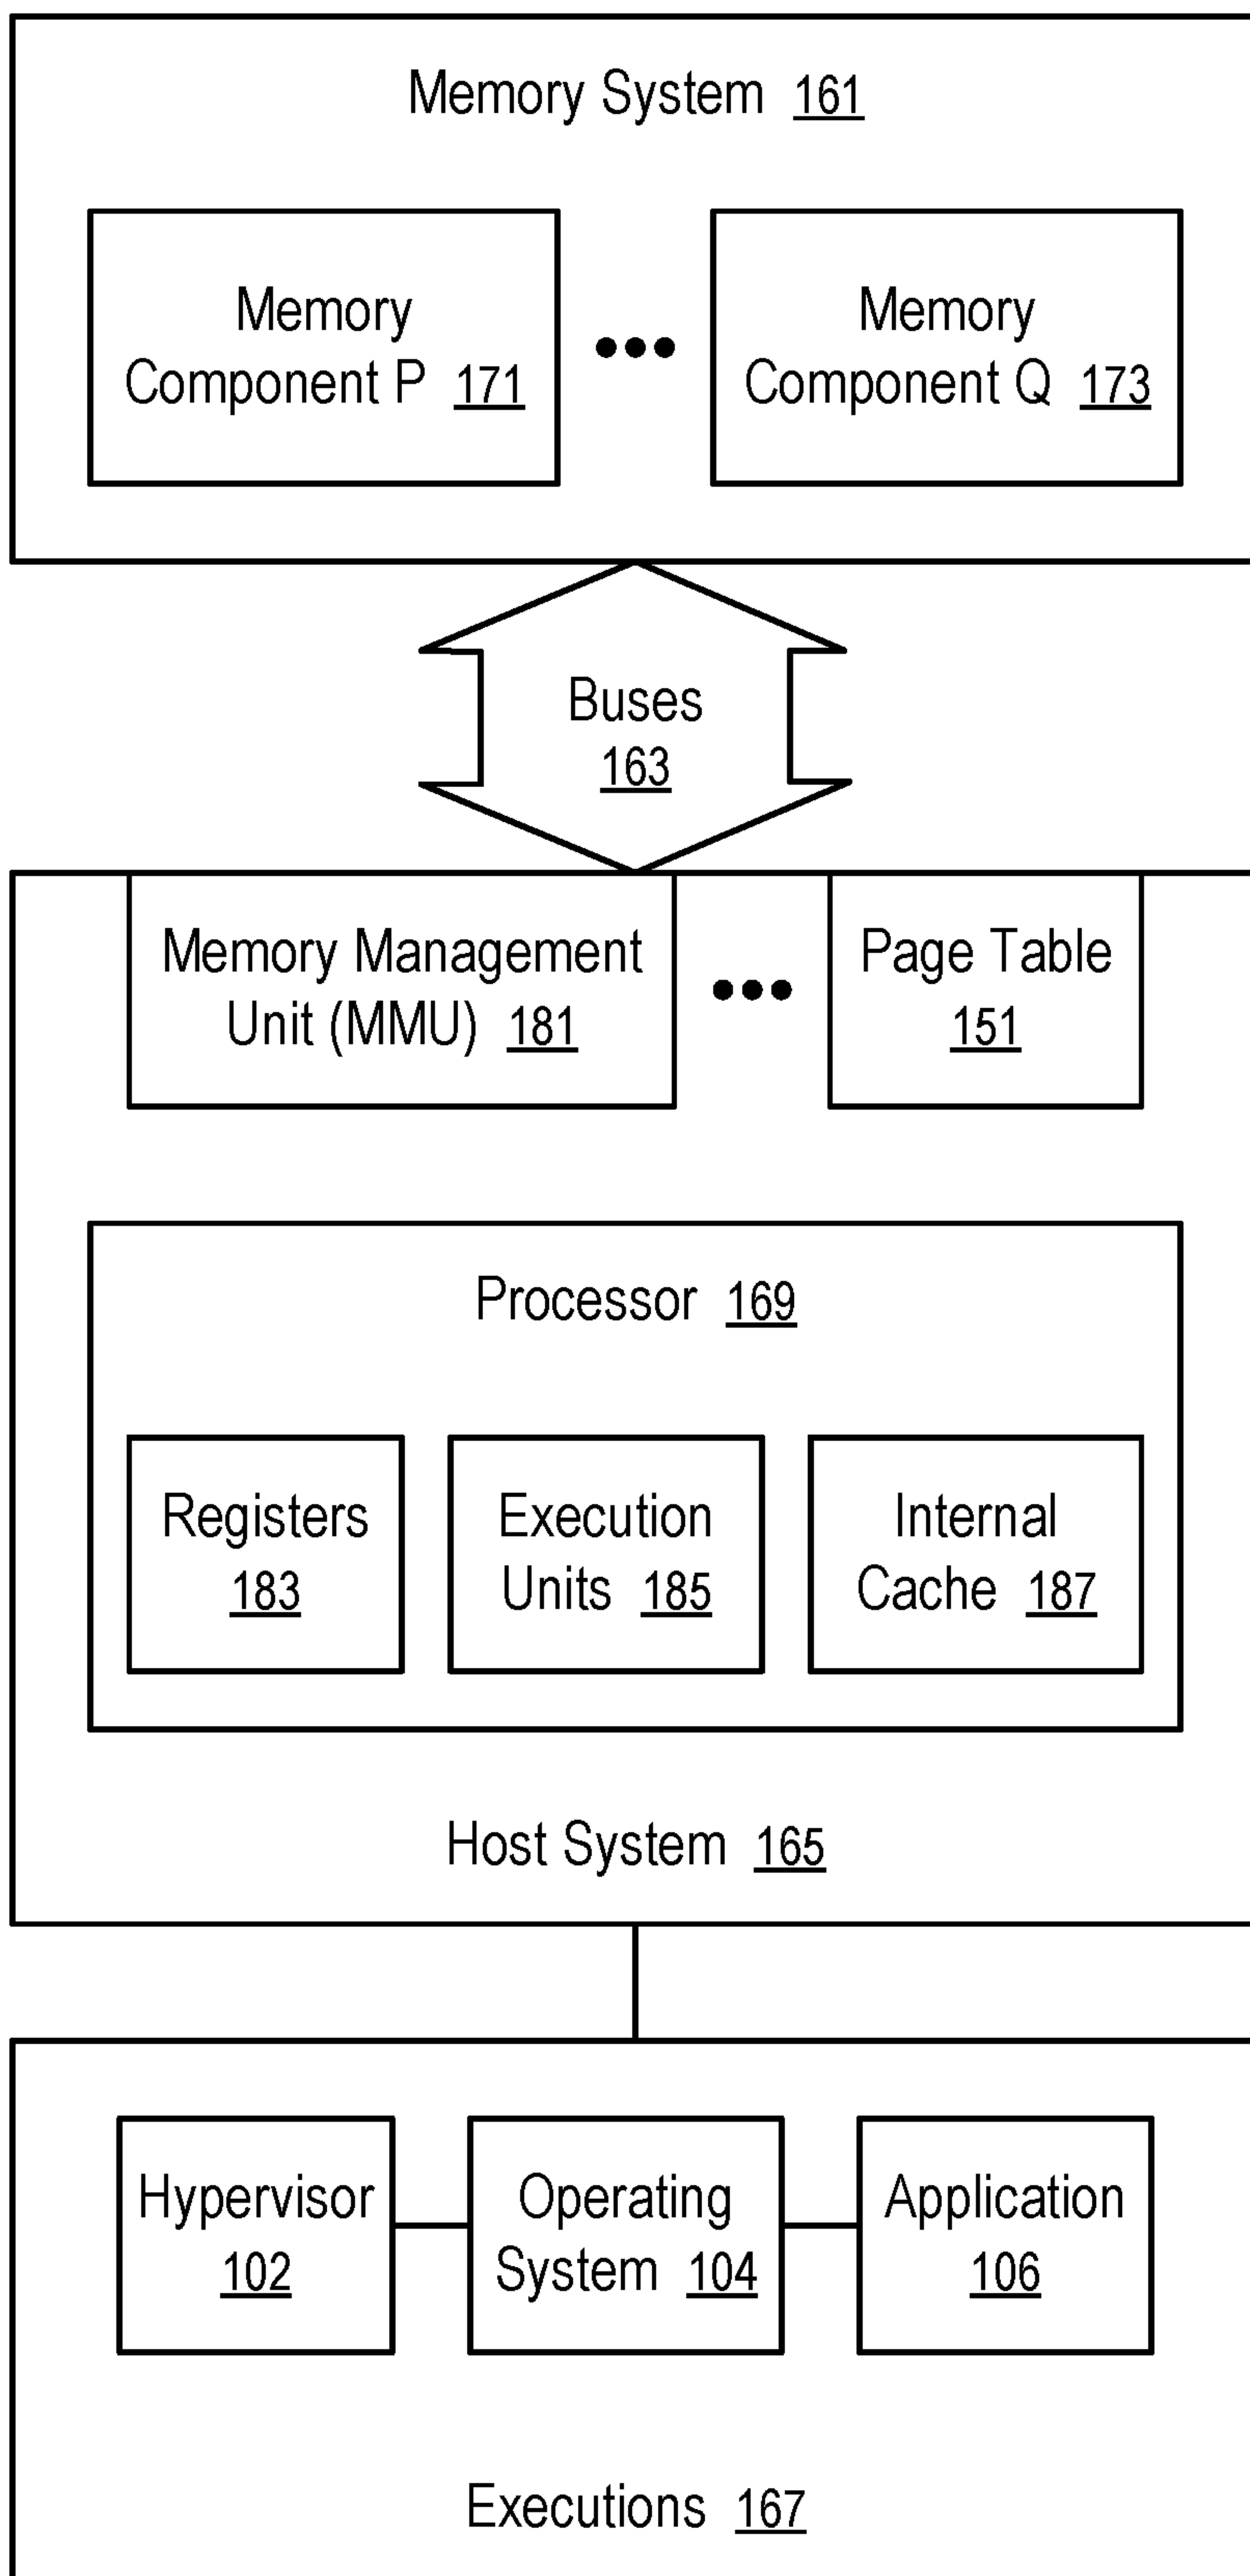 Memory System 161
Memory
Component P 171
Memory
Component Q 173
Buses
163
Memory Management
Unit (MMU) 181
Page Table
151
Processor 169
Registers
183
Execution
Units 185
Internal
Cache 187
Host System 165
Hypervisor
102
Operating
System 104
Application
106
Executions 167